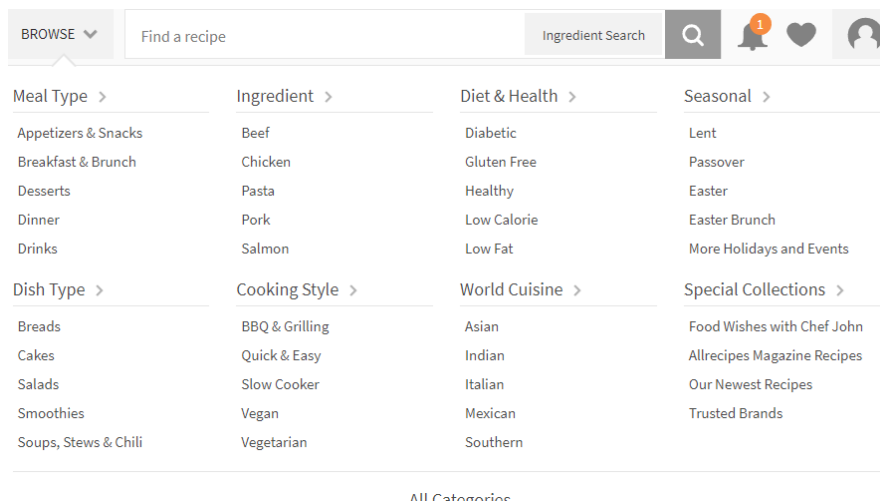 BROWSE
Find a recipe
Ingredient Search
1
Meal Type
Appetizers & Snacks
Breakfast & Brunch
Desserts
Dinner
Drinks
Ingredient
Beef
Chicken
Pasta
Pork
Salmon
Diet & Health
Diabetic
Gluten Free
Healthy
Low Calorie
Low Fat
Seasonal
Lent
Passover
Easter
Easter Brunch
More Holidays and Events
Dish Type
Breads
Cakes
Salads
Smoothies
Soups, Stews & Chili
Cooking Style
BBQ & Grilling
Quick & Easy
Slow Cooker
Vegan
Vegetarian
World Cuisine
Asian
Indian
Italian
Mexican
Southern
Special Collections
Food Wishes with Chef John
Allrecipes Magazine Recipes
Our Newest Recipes
Trusted Brands
All Categories